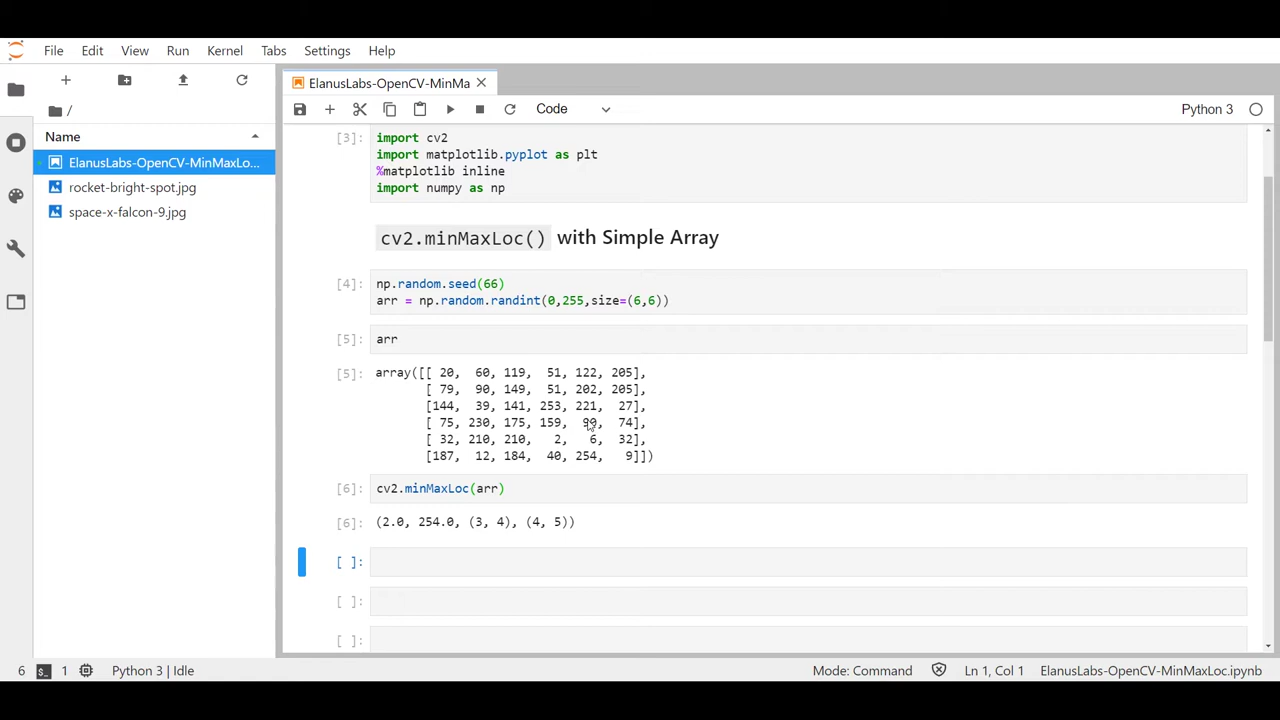 File Edit View Run Kernel Tabs Settings Help
ElanusLabs-OpenCV-MinMa
Code
Python 3
/
Name
ElanusLabs-OpenCV-MinMaxLo...
rocket-bright-spot.jpg
space-x-falcon-9.jpg
[3]: import cv2
import matplotlib.pyplot as plt
%matplotlib inline
import numpy as np
cv2.minMaxLoc() with Simple Array
[4]: np.random.seed(66)
arr = np.random.randint(0,255,size=(6,6))
[5]: arr
[5]: array([[ 20, 60, 119, 51, 122, 205],
[ 79, 90, 149, 51, 202, 205],
[144, 39, 141, 253, 221, 27],
[ 75, 230, 175, 159, 99, 74],
[ 32, 210, 210, 2, 6, 32],
[187, 12, 184, 40, 254, 9]])
[6]: cv2.minMaxLoc(arr)
[6]: (2.0, 254.0, (3, 4), (4, 5))
[ ]:
[ ]:
[ ]:
6 1 Python 3 | Idle Mode: Command Ln 1, Col 1 ElanusLabs-OpenCV-MinMaxLoc.ipynb